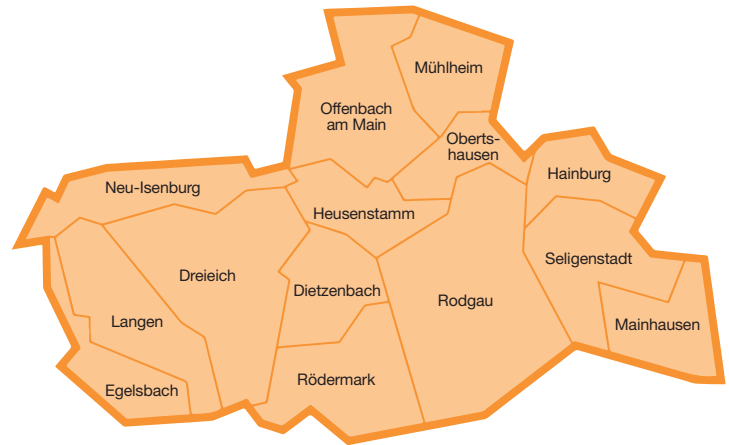 Mühlheim
Offenbach
am Main
Oberts-
hausen
Hainburg
Neu-Isenburg
Heusenstamm
Seligenstadt
Dreieich
Dietzenbach
Rodgau
Langen
Mainhausen
Rödermark
Egelsbach